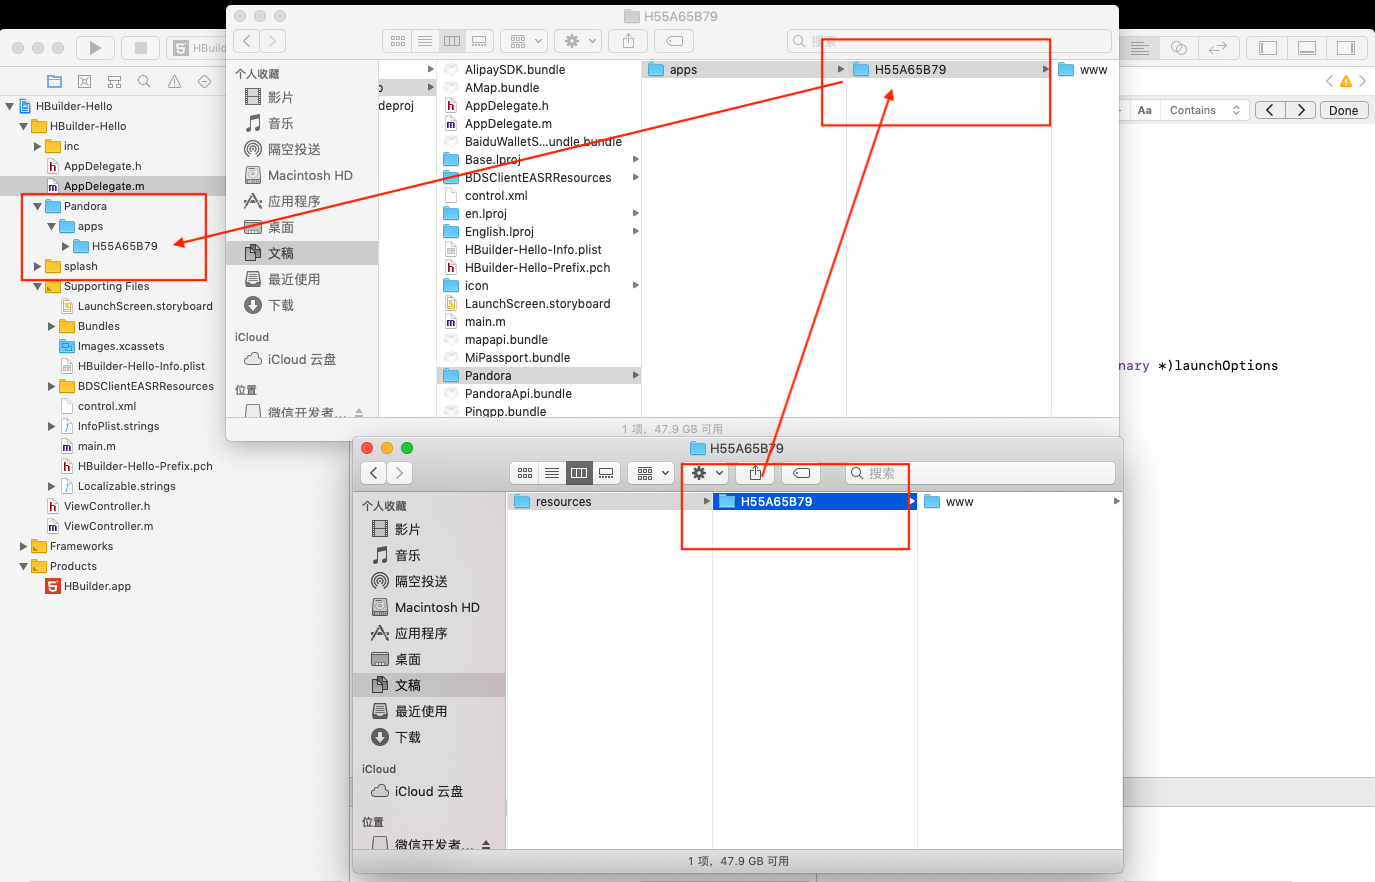 H55A65B79
搜索
HBuild
Aa
Contains
Done
HBuilder-Hello
HBuilder-Hello
inc
AppDelegate.h
AppDelegate.m
Pandora
apps
H55A65B79
splash
Supporting Files
LaunchScreen.storyboard
Bundles
Images.xcassets
HBuilder-Hello-Info.plist
BDSClientEASRResources
control.xml
InfoPlist.strings
main.m
HBuilder-Hello-Prefix.pch
Localizable.strings
ViewController.h
ViewController.m
Frameworks
Products
HBuilder.app
个人收藏
影片
音乐
隔空投送
Macintosh HD
应用程序
桌面
文稿
最近使用
下载
iCloud
iCloud 云盘
位置
微信开发者...
deproj
AlipaySDK.bundle
AMap.bundle
AppDelegate.h
AppDelegate.m
BaiduWalletS...undle.bundle
Base.lproj
BDSClientEASRResources
control.xml
en.lproj
English.lproj
HBuilder-Hello-Info.plist
HBuilder-Hello-Prefix.pch
icon
LaunchScreen.storyboard
main.m
mapapi.bundle
MiPassport.bundle
Pandora
PandoraApi.bundle
Pingpp.bundle
apps
H55A65B79
www
1 项，47.9 GB 可用
nary *)launchOptions
H55A65B79
搜索
个人收藏
影片
音乐
隔空投送
Macintosh HD
应用程序
桌面
文稿
最近使用
下载
iCloud
iCloud 云盘
位置
微信开发者...
resources
H55A65B79
www
1 项，47.9 GB 可用